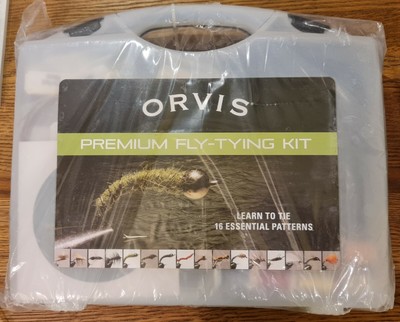 ORVIS
PREMIUM FLY-TYING KIT
LEARN TO TIE
16 ESSENTIAL PATTERNS